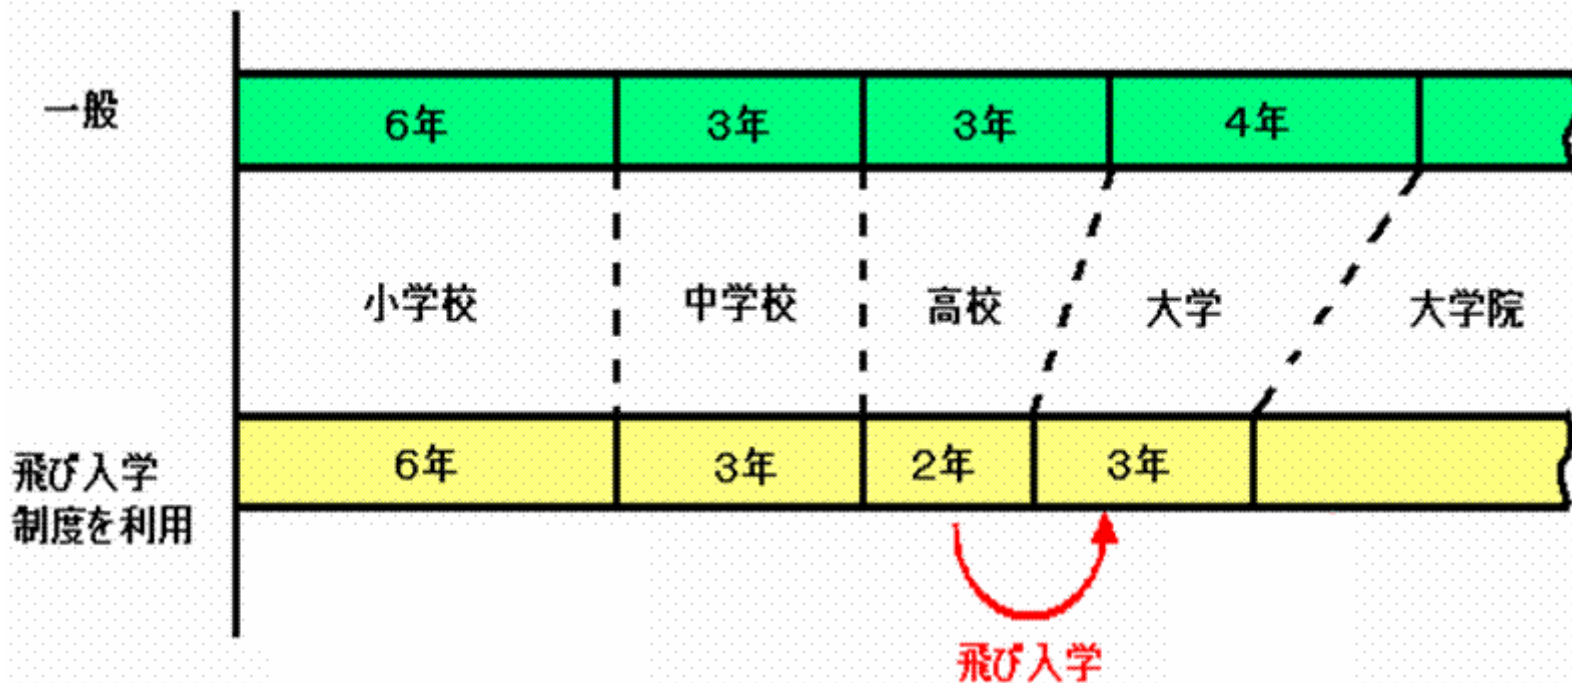 一般
6年
3年
3年
4年
小学校
中学校
高校
大学
大学院
飛び入学
制度を利用
6年
3年
2年
3年
飛び入学